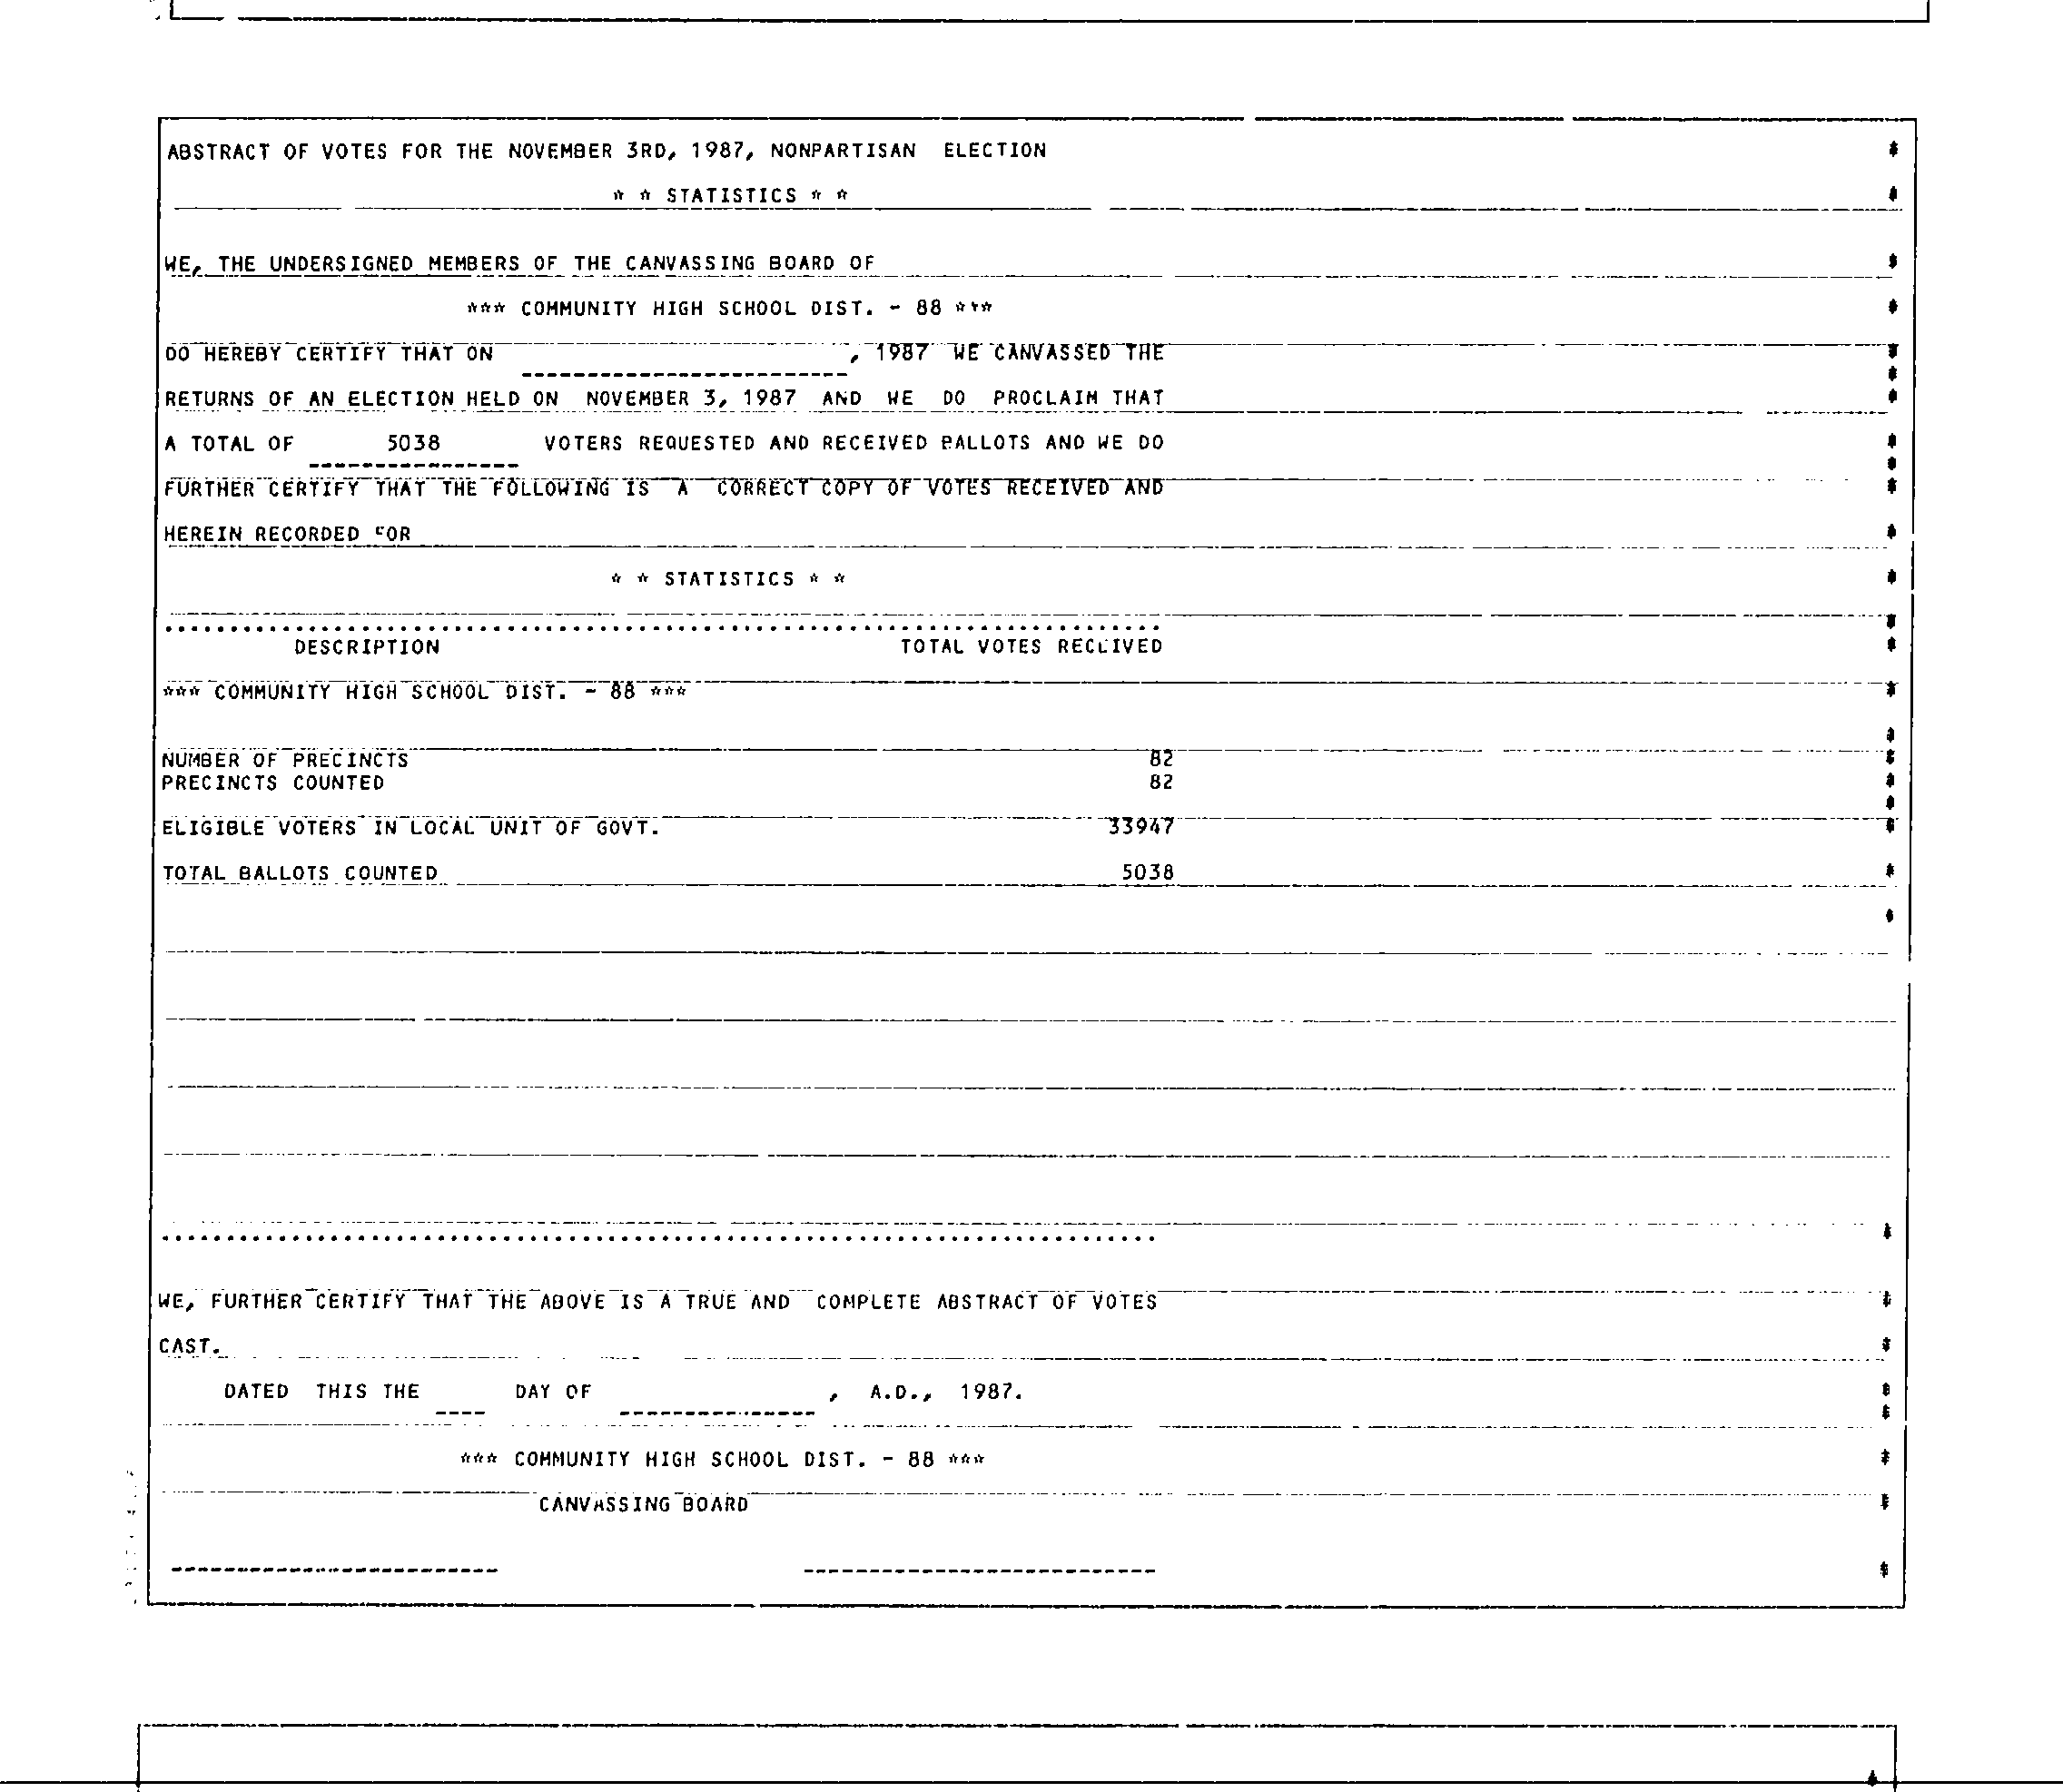 ABSTRACT OF VOTES FOR THE NOVEMBER 3RD, 1987, NONPARTISAN ELECTION
* * STATISTICS * *
WE, THE UNDERSIGNED MEMBERS OF THE CANVASSING BOARD OF
*** COMMUNITY HIGH SCHOOL DIST. - 88 ***
DO HEREBY CERTIFY THAT ON , 1987 WE CANVASSED THE
RETURNS OF AN ELECTION HELD ON NOVEMBER 3, 1987 AND WE DO PROCLAIM THAT
A TOTAL OF 5038 VOTERS REQUESTED AND RECEIVED BALLOTS AND WE DO
FURTHER CERTIFY THAT THE FOLLOWING IS A CORRECT COPY OF VOTES RECEIVED AND
HEREIN RECORDED FOR
* * STATISTICS * *
DESCRIPTION TOTAL VOTES RECEIVED
*** COMMUNITY HIGH SCHOOL DIST. - 88 ***
NUMBER OF PRECINCTS 82
PRECINCTS COUNTED 82
ELIGIBLE VOTERS IN LOCAL UNIT OF GOVT. 33947
TOTAL BALLOTS COUNTED 5038
WE, FURTHER CERTIFY THAT THE ABOVE IS A TRUE AND COMPLETE ABSTRACT OF VOTES
CAST.
DATED THIS THE ____ DAY OF ____ , A.D., 1987.
*** COMMUNITY HIGH SCHOOL DIST. - 88 ***
CANVASSING BOARD